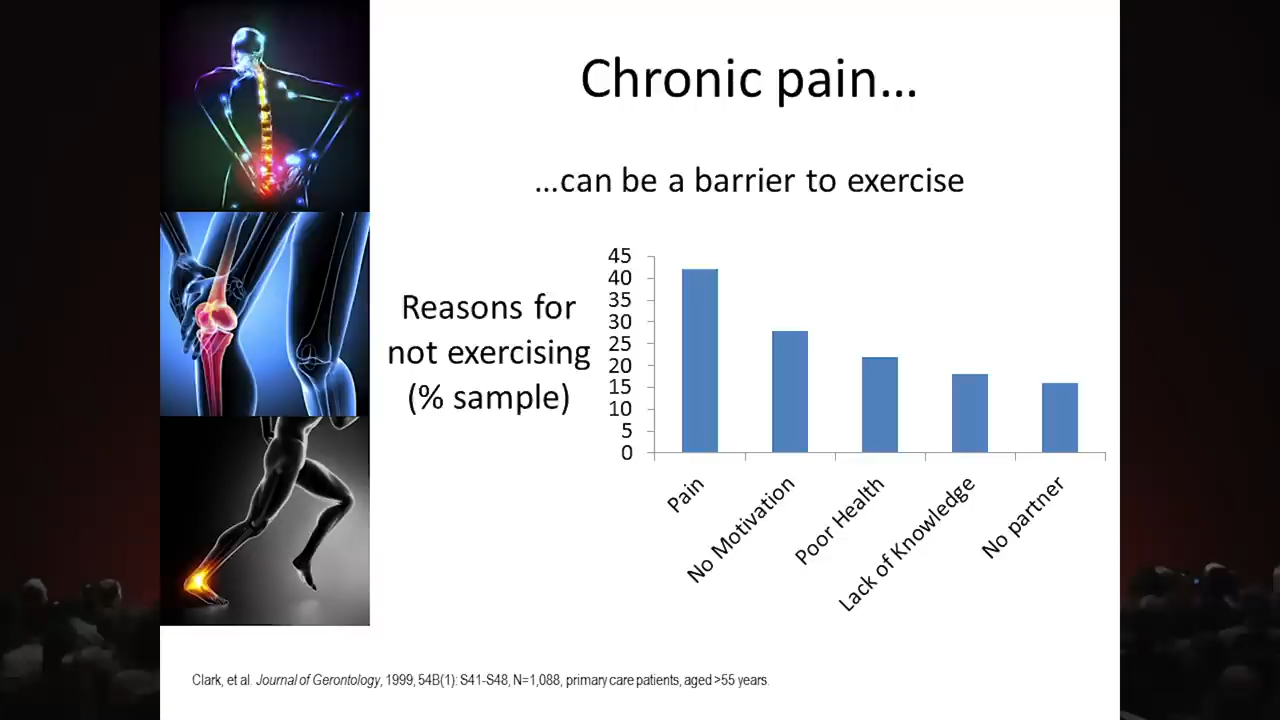 Chronic pain…
…can be a barrier to exercise
Reasons for
not exercising
(% sample)
45
40
35
30
25
20
15
10
5
0
Pain
No Motivation
Poor Health
Lack of Knowledge
No partner
Clark, et al. Journal of Gerontology, 1999, 54B(1): S41-S48, N=1,088, primary care patients, aged >55 years.